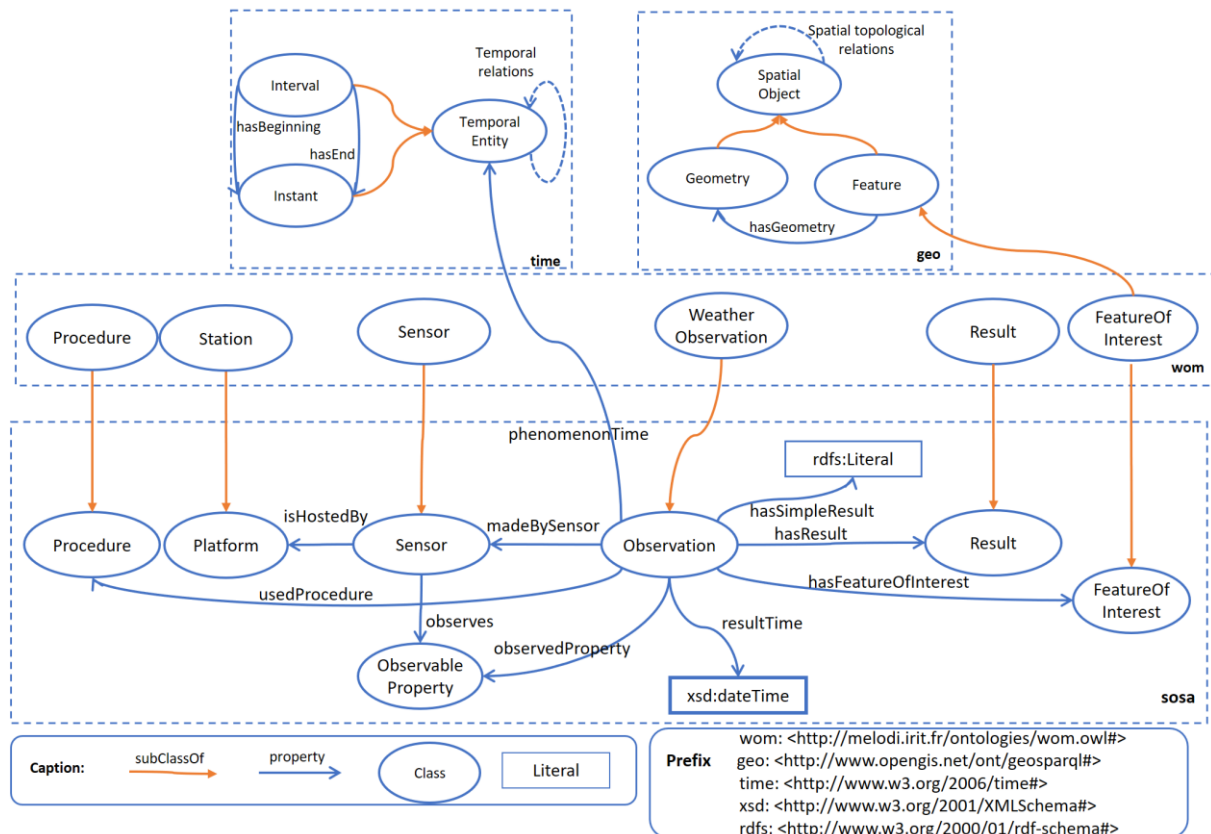 Temporal
relations
Interval
hasBeginning
Temporal
Entity
hasEnd
Instant
time
Spatial topological
relations
Spatial
Object
Geometry
Feature
hasGeometry
geo
Procedure
Station
Sensor
Weather
Observation
Result
FeatureOf
Interest
wom
phenomenonTime
rdfs:Literal
isHostedBy
madeBySensor
hasSimpleResult
hasResult
Procedure
Platform
Sensor
Observation
Result
usedProcedure
hasFeatureOfInterest
FeatureOf
Interest
observes
resultTime
observedProperty
Observable
Property
xsd:dateTime
sosa
Caption:
subClassOf
property
Class
Literal
Prefix
wom: <http://melodi.irit.fr/ontologies/wom.owl#>
geo: <http://www.opengis.net/ont/geosparql#>
time: <http://www.w3.org/2006/time#>
xsd: <http://www.w3.org/2001/XMLSchema#>
rdfs: <http://www.w3.org/2000/01/rdf-schema#>